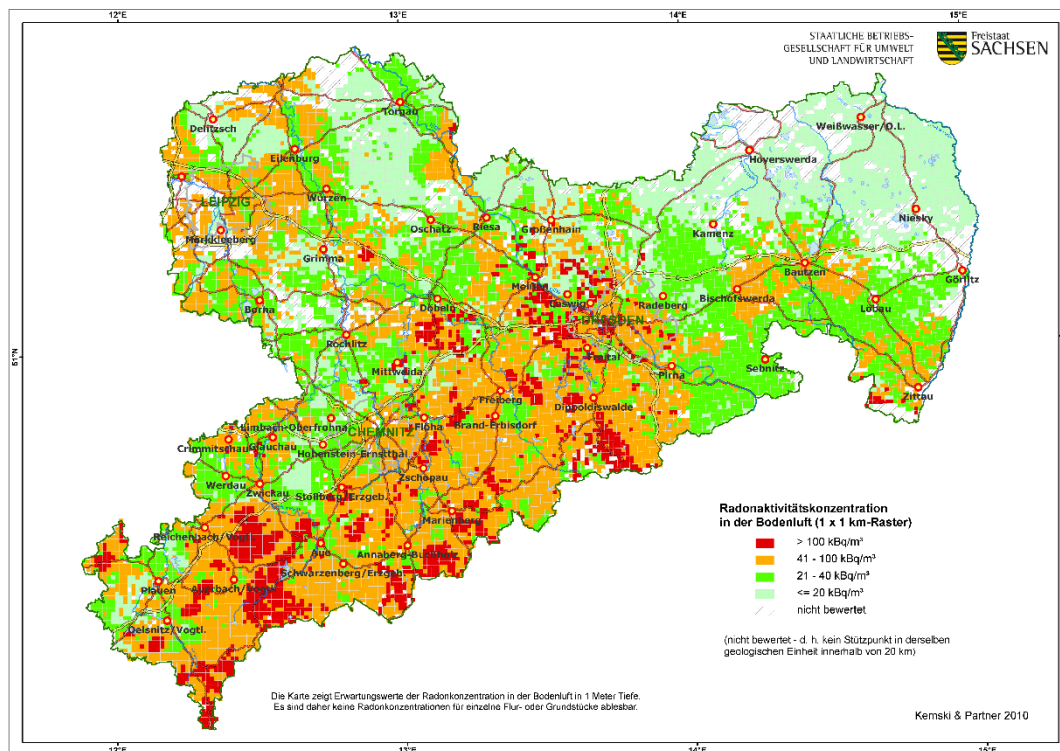 12°E
13°E
14°E
15°E
STAATLICHE BETRIEBS-
GESELLSCHAFT FÜR UMWELT
UND LANDWIRTSCHAFT
Freistaat
SACHSEN
Delitzsch
Torgau
Weißwasser/O.L.
Eilenburg
Hoyerswerda
LEIPZIG
Wurzen
Markkleeberg
Oschatz
Riesa
Großenhain
Kamenz
Niesky
Grimma
Bautzen
Görlitz
Meißen
Coswig
Radeberg
Bischofswerda
Borna
Döbeln
DRESDEN
Löbau
Rochlitz
51°N
51°N
Mittweida
Freital
Pirna
Sebnitz
Zittau
Freiberg
Dippoldiswalde
Limbach-Oberfrohna
CHEMNITZ
Flöha
Brand-Erbisdorf
Crimmitschau
Glauchau
Hohenstein-Ernstthal
Werdau
Zwickau
Zschopau
Stollberg/Erzgeb.
Marienberg
Reichenbach/Vogtl.
Aue
Annaberg-Buchholz
Schwarzenberg/Erzgeb.
Plauen
Auerbach/Vogtl.
Oelsnitz/Vogtl.
Radonaktivitätskonzentration
in der Bodenluft (1 x 1 km-Raster)
> 100 kBq/m³
41 - 100 kBq/m³
21 - 40 kBq/m³
<= 20 kBq/m³
nicht bewertet
(nicht bewertet - d. h. kein Stützpunkt in derselben
geologischen Einheit innerhalb von 20 km)
Die Karte zeigt Erwartungswerte der Radonkonzentration in der Bodenluft in 1 Meter Tiefe.
Es sind daher keine Radonkonzentrationen für einzelne Flur- oder Grundstücke ablesbar.
Kemski & Partner 2010
12°E
13°E
14°E
15°E